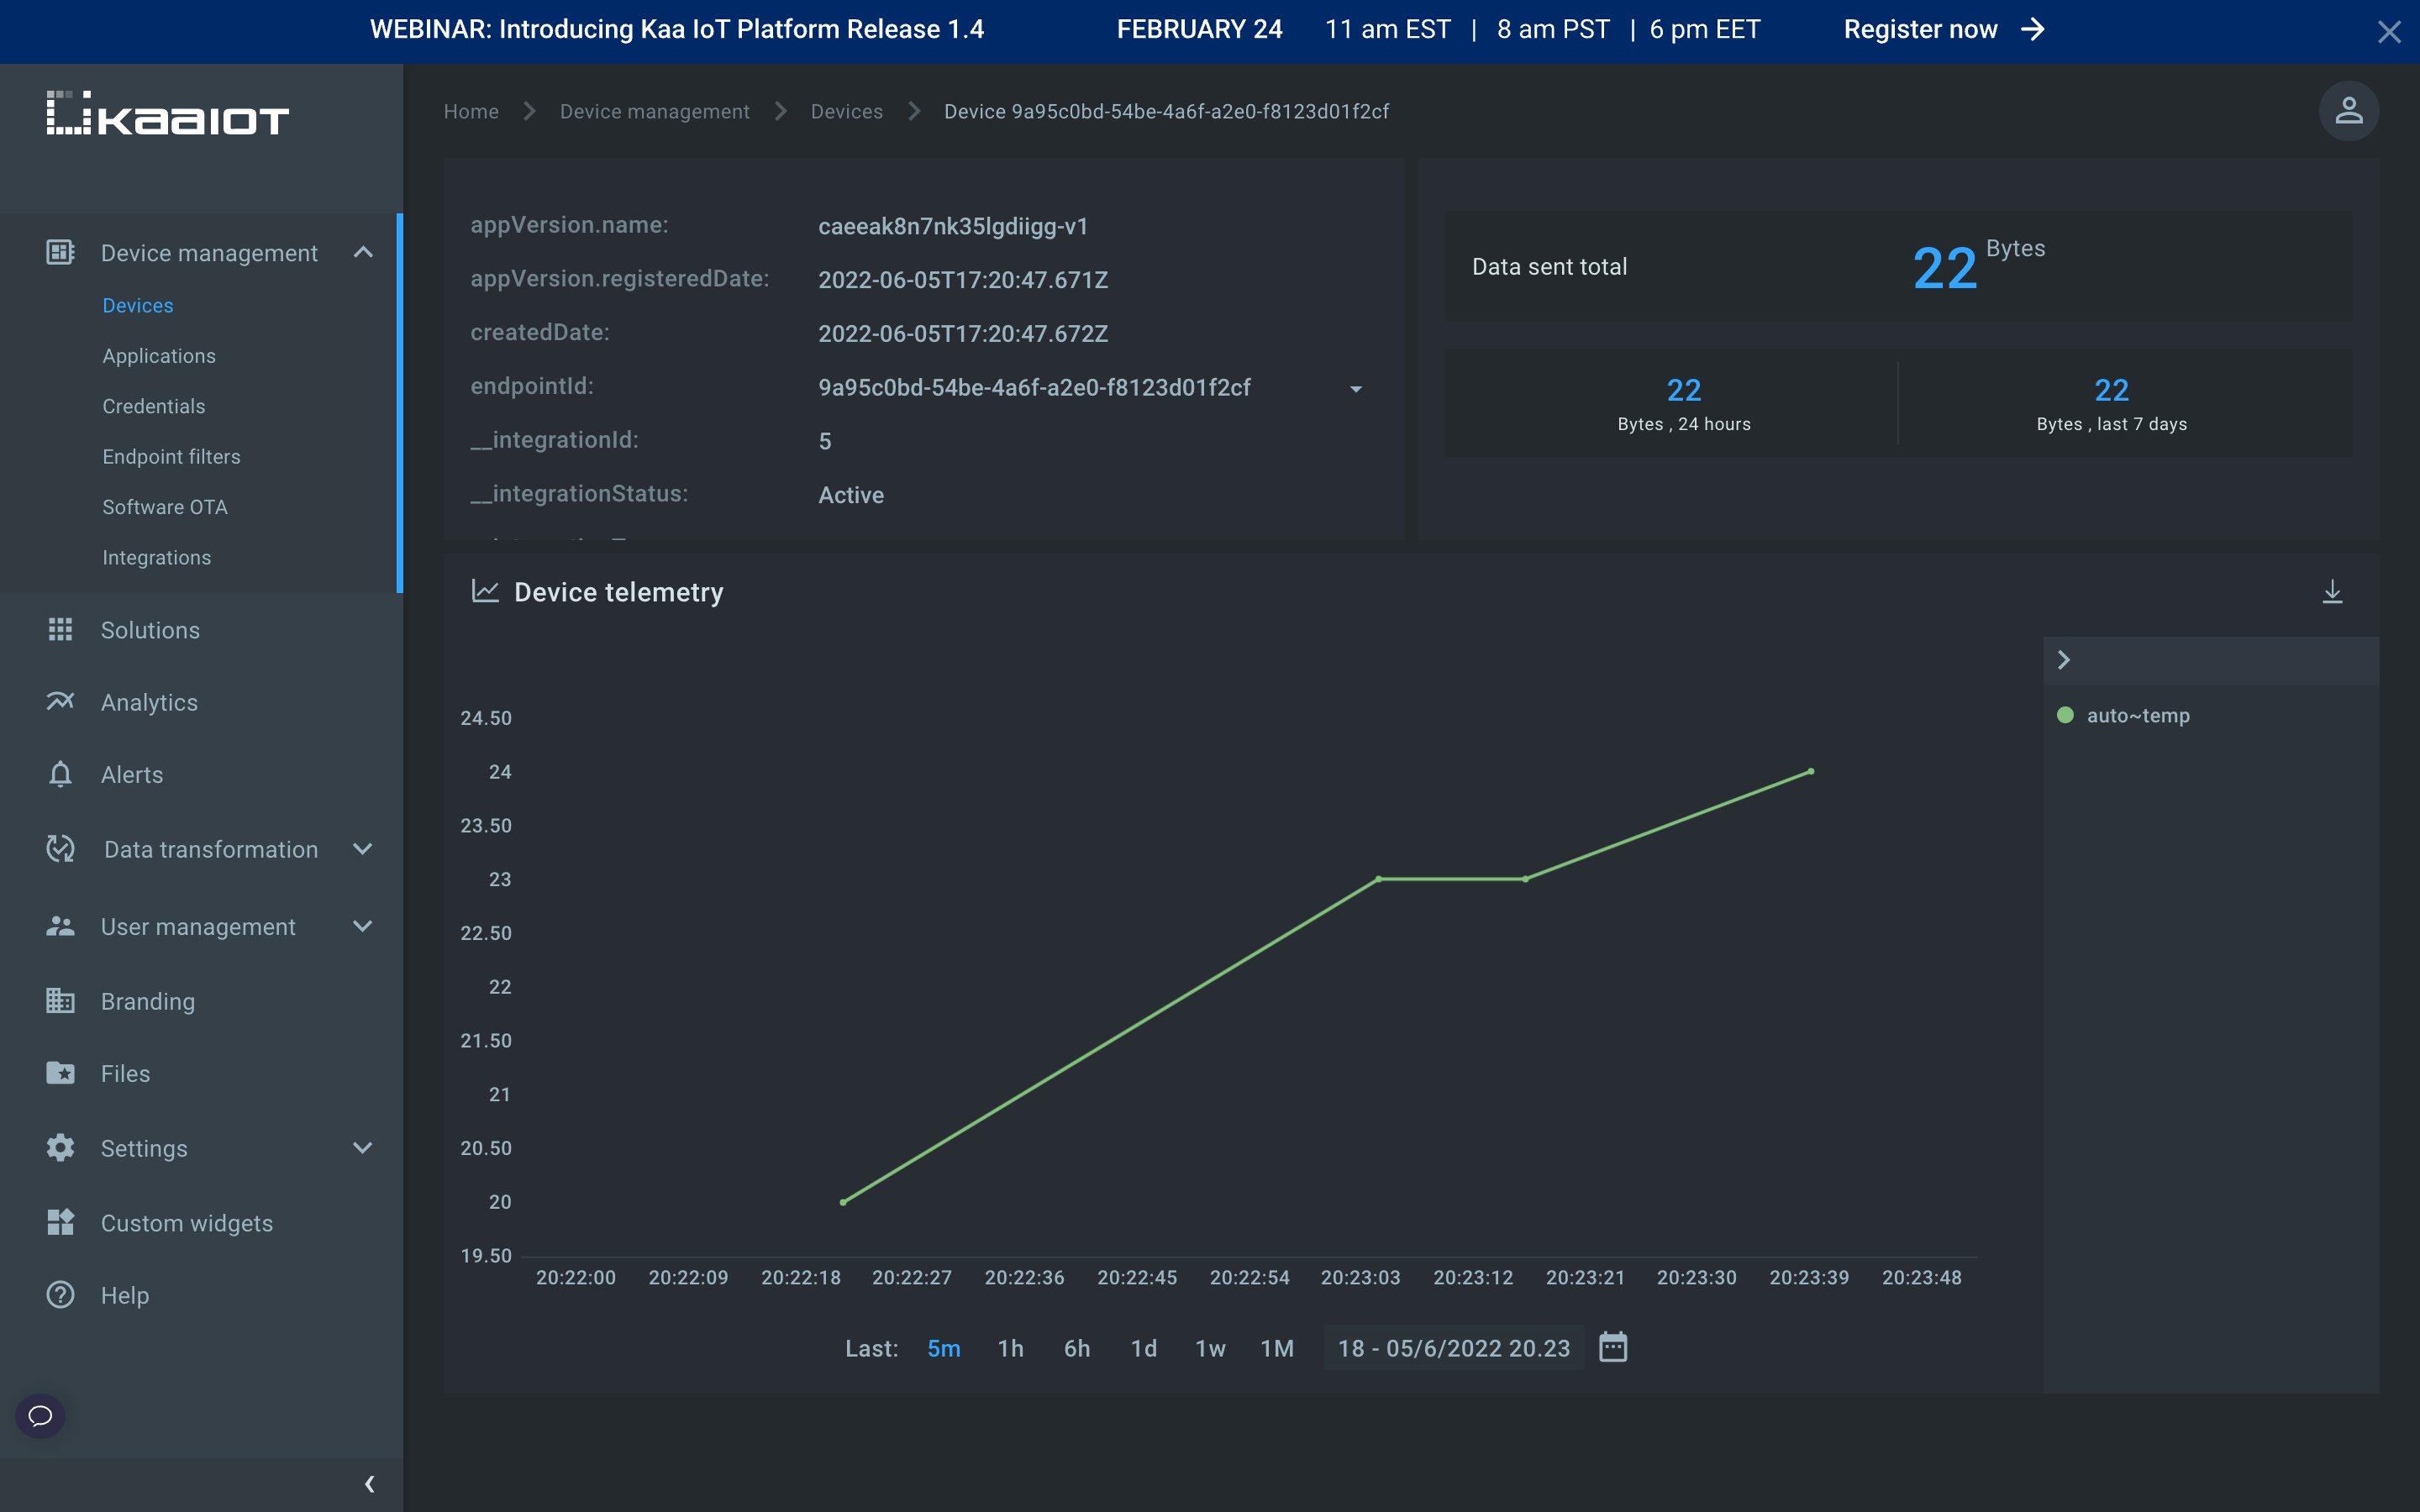 WEBINAR: Introducing Kaa IoT Platform Release 1.4 FEBRUARY 24 11 am EST | 8 am PST | 6 pm EET Register now
KaaIoT
Home Device management Devices Device 9a95c0bd-54be-4a6f-a2e0-f8123d01f2cf
Device management
Devices
Applications
Credentials
Endpoint filters
Software OTA
Integrations
Solutions
Analytics
Alerts
Data transformation
User management
Branding
Files
Settings
Custom widgets
Help
appVersion.name: caeeak8n7nk35lgdiigg-v1
appVersion.registeredDate: 2022-06-05T17:20:47.671Z
createdDate: 2022-06-05T17:20:47.672Z
endpointId: 9a95c0bd-54be-4a6f-a2e0-f8123d01f2cf
__integrationId: 5
__integrationStatus: Active
Data sent total 22 Bytes
22 22
Bytes , 24 hours Bytes , last 7 days
Device telemetry
auto~temp
24.50
24
23.50
23
22.50
22
21.50
21
20.50
20
19.50
20:22:00 20:22:09 20:22:18 20:22:27 20:22:36 20:22:45 20:22:54 20:23:03 20:23:12 20:23:21 20:23:30 20:23:39 20:23:48
Last: 5m 1h 6h 1d 1w 1M 18 - 05/6/2022 20.23